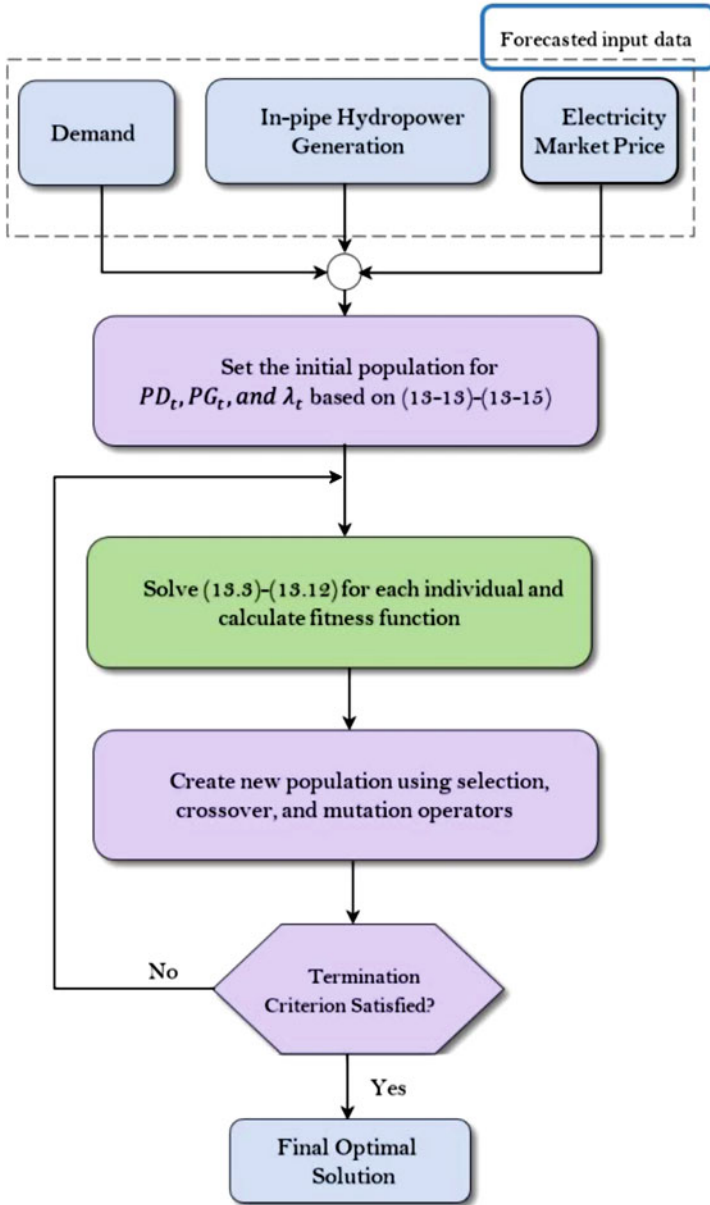 Forecasted input data
Demand
In-pipe Hydropower
Generation
Electricity
Market Price
Set the initial population for
PDₜ, PGₜ, and λₜ based on (13-13)-(13-15)
Solve (13.3)-(13.12) for each individual and
calculate fitness function
Create new population using selection,
crossover, and mutation operators
Termination
Criterion Satisfied?
No
Yes
Final Optimal
Solution